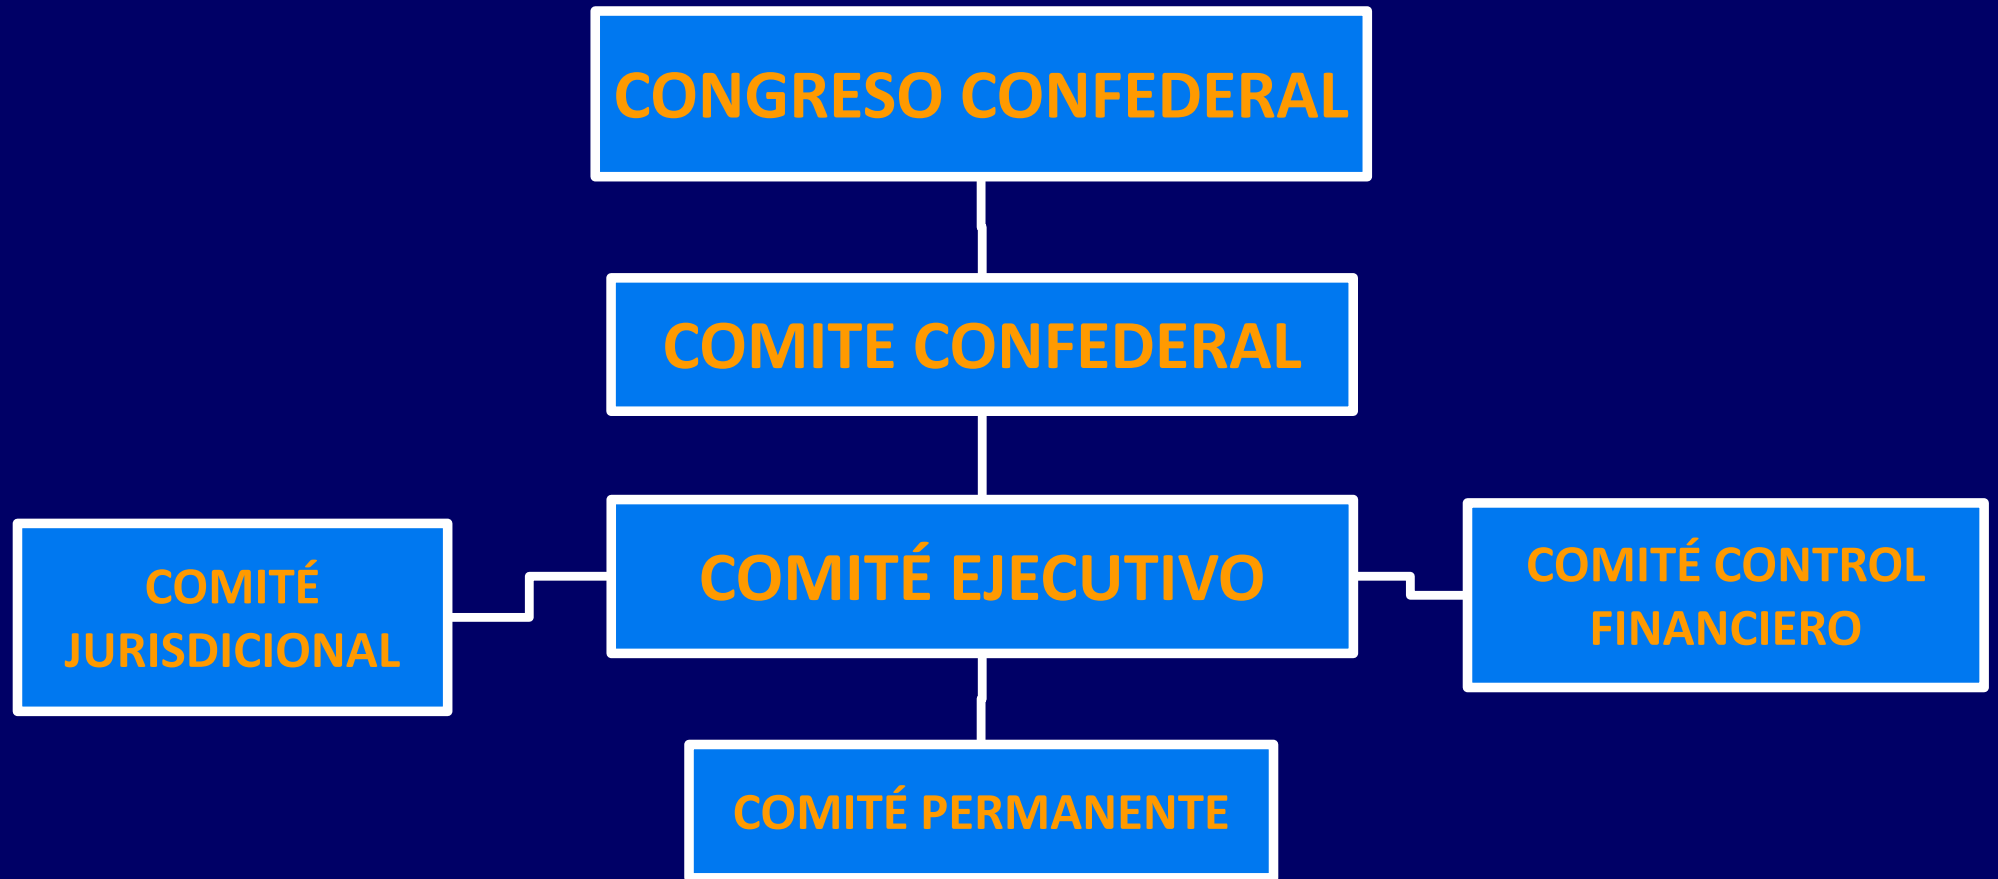 CONGRESO CONFEDERAL
COMITE CONFEDERAL
COMITÉ EJECUTIVO
COMITÉ
JURISDICIONAL
COMITÉ CONTROL
FINANCIERO
COMITÉ PERMANENTE